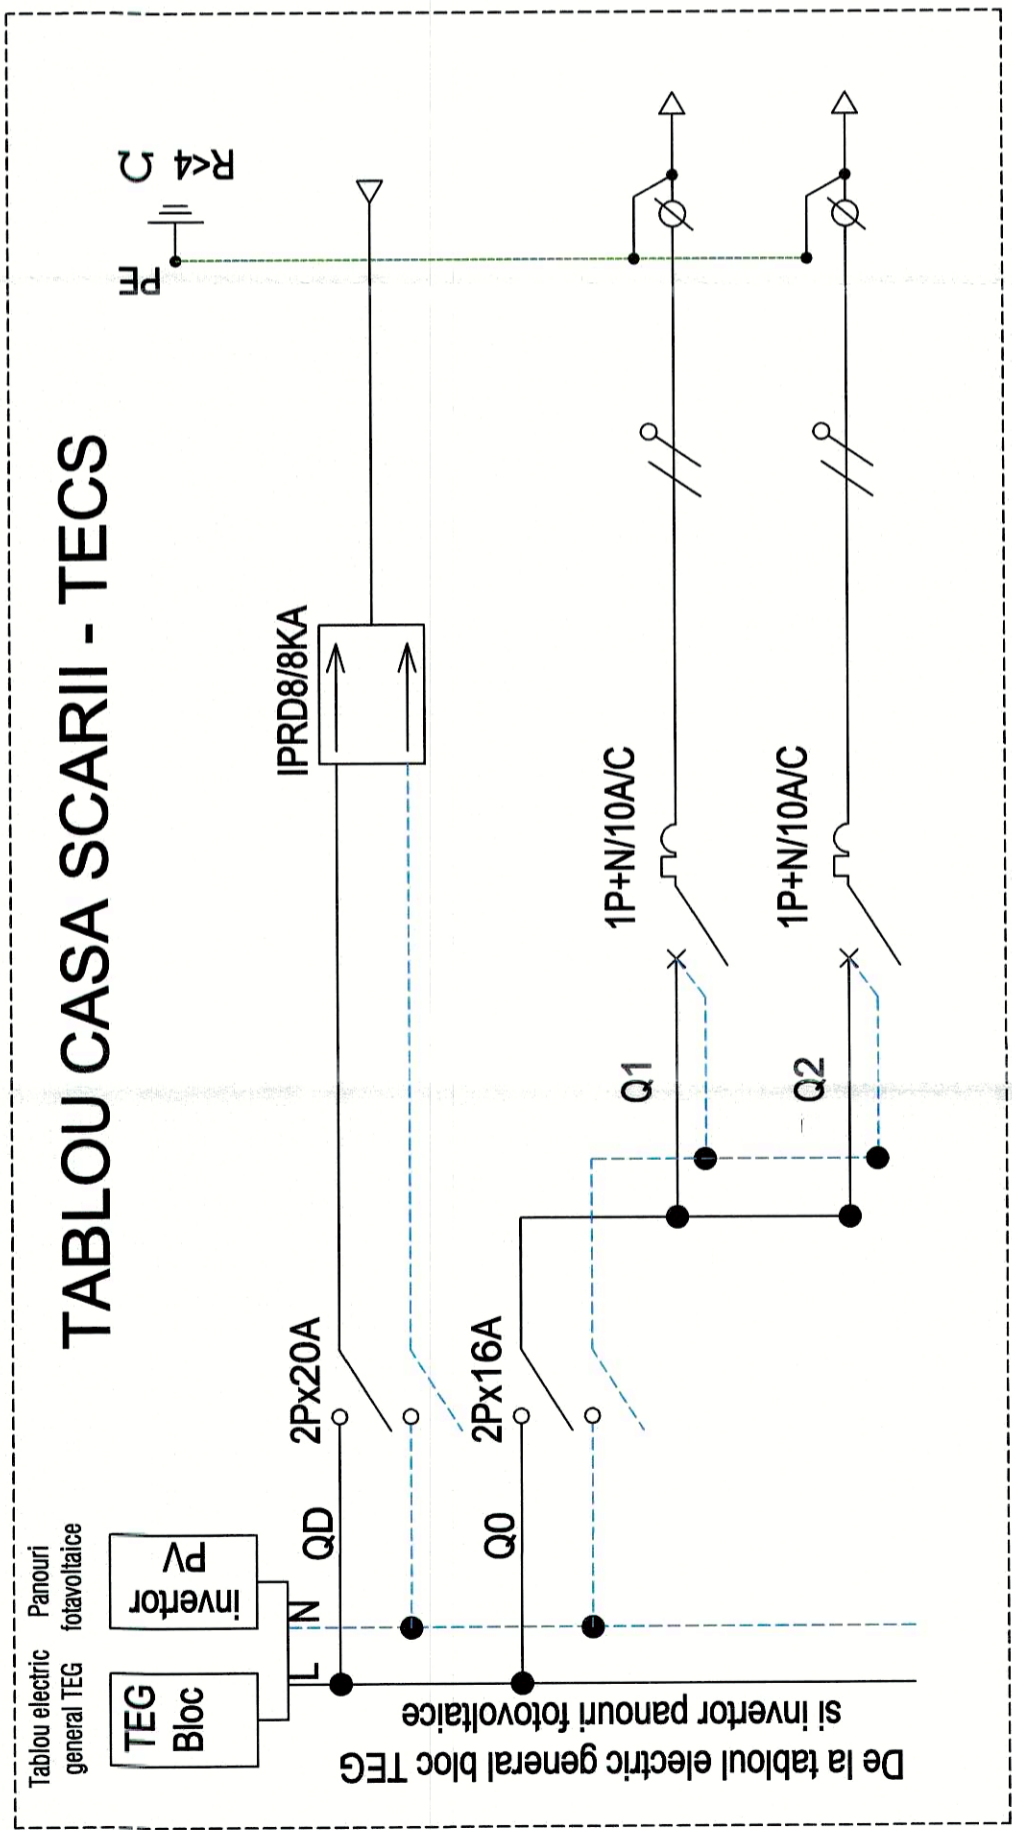 TABLOU CASA SCARII - TECS
Tablou electric
general TEG
Panouri
fotavoltaice
TEG
Bloc
invertor
PV
L
N
De la tabloul electric general bloc TEG
si invertor panouri fotovoltaice
QD
2Px20A
IPRD8/8KA
PE
R<4 Ω
Q0
2Px16A
Q1
1P+N/10A/C
Q2
1P+N/10A/C